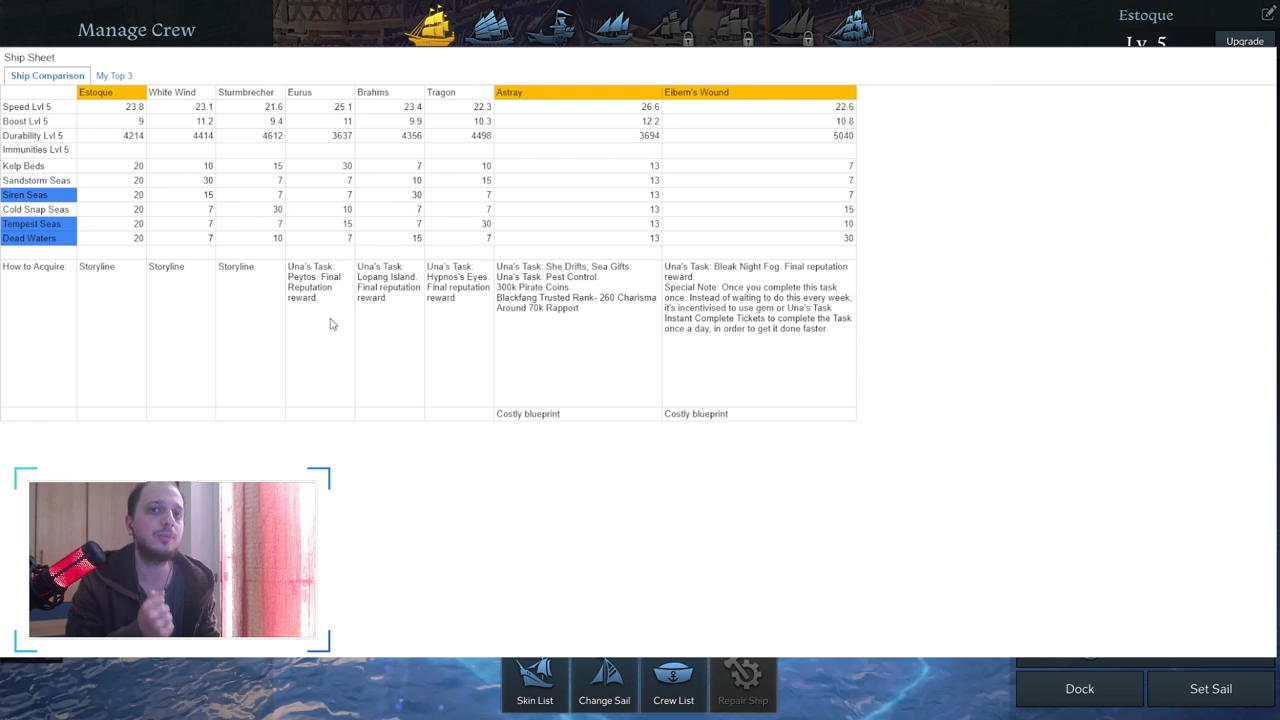 Manage Crew
Estoque
Lv. 5
Upgrade
Ship Sheet
Ship Comparison My Top 3
Estoque White Wind Sturmbrecher Eurus Brahms Tragon Astray Eibern's Wound
Speed Lvl 5 23.8 23.1 21.6 25.1 23.4 22.3 26.6 22.6
Boost Lvl 5 9 11.2 9.4 11 9.9 10.3 12.2 10.8
Durability Lvl 5 4214 4414 4612 3637 4356 4498 3694 5040
Immunities Lvl 5
Kelp Beds 20 10 15 30 7 10 13 7
Sandstorm Seas 20 30 7 7 10 15 13 7
Siren Seas 20 15 7 7 30 7 13 7
Cold Snap Seas 20 7 30 10 7 7 13 15
Tempest Seas 20 7 7 15 7 30 13 10
Dead Waters 20 7 10 7 15 7 13 30
How to Acquire:
Storyline
Storyline
Storyline
Una's Task:
Peytos. Final
Reputation
reward
Una's Task:
Lopang Island.
Final reputation
reward
Una's Task:
Hypnos's Eyes.
Final reputation
reward
Una's Task: She Drifts, Sea Gifts.
Una's Task: Pest Control.
300k Pirate Coins.
Blackfang Trusted Rank- 260 Charisma
Around 70k Rapport
Una's Task: Bleak Night Fog. Final reputation
reward.
Special Note: Once you complete this task
once. Instead of waiting to do this every week,
it's incentivised to use gem or Una's Task
Instant Complete Tickets to complete the Task
once a day, in order to get it done faster.
Costly blueprint Costly blueprint
Skin List
Change Sail
Crew List
Repair Ship
Dock
Set Sail